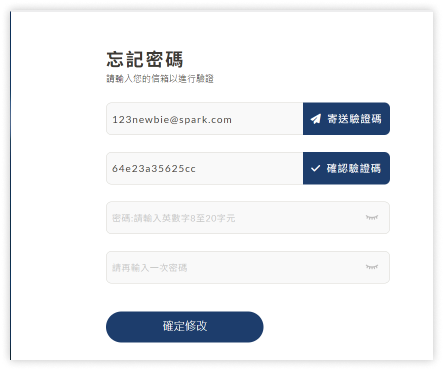 忘記密碼
請輸入您的信箱以進行驗證
123newbie@spark.com 寄送驗證碼
64e23a35625cc 確認驗證碼
密碼:請輸入英數字8至20字元
請再輸入一次密碼
確定修改